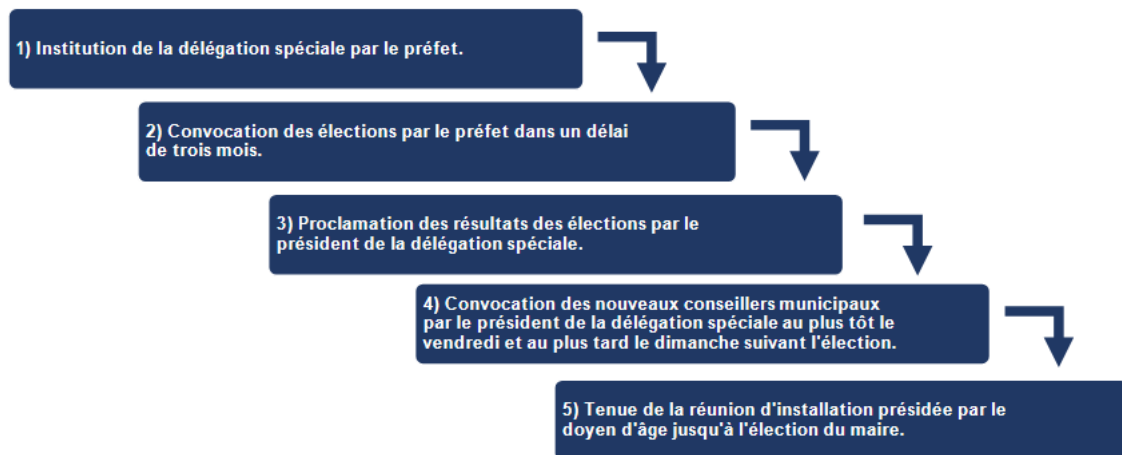 1) Institution de la délégation spéciale par le préfet.
2) Convocation des élections par le préfet dans un délai
de trois mois.
3) Proclamation des résultats des élections par le
président de la délégation spéciale.
4) Convocation des nouveaux conseillers municipaux
par le président de la délégation spéciale au plus tôt le
vendredi et au plus tard le dimanche suivant l'élection.
5) Tenue de la réunion d'installation présidée par le
doyen d'âge jusqu'à l'élection du maire.